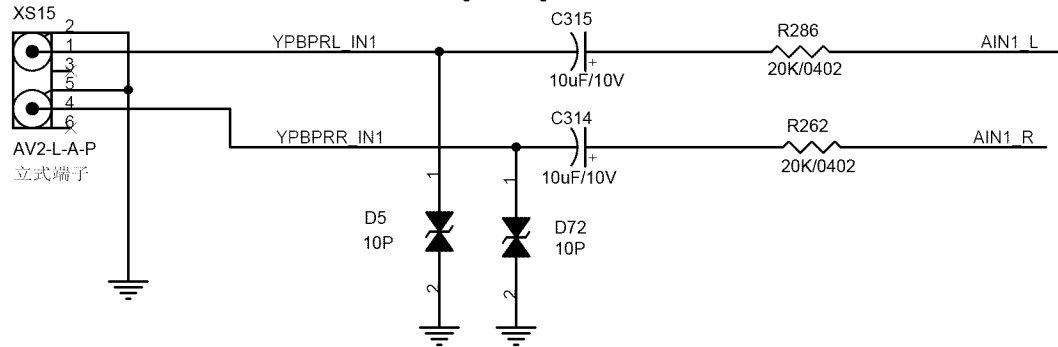 XS15
2
1
3
5
4
6
AV2-L-A-P
立式端子
YPBPRL_IN1
C315
+
10uF/10V
R286
20K/0402
AIN1_L
YPBPRR_IN1
C314
+
10uF/10V
R262
20K/0402
AIN1_R
1
D5
10P
2
1
D72
10P
2